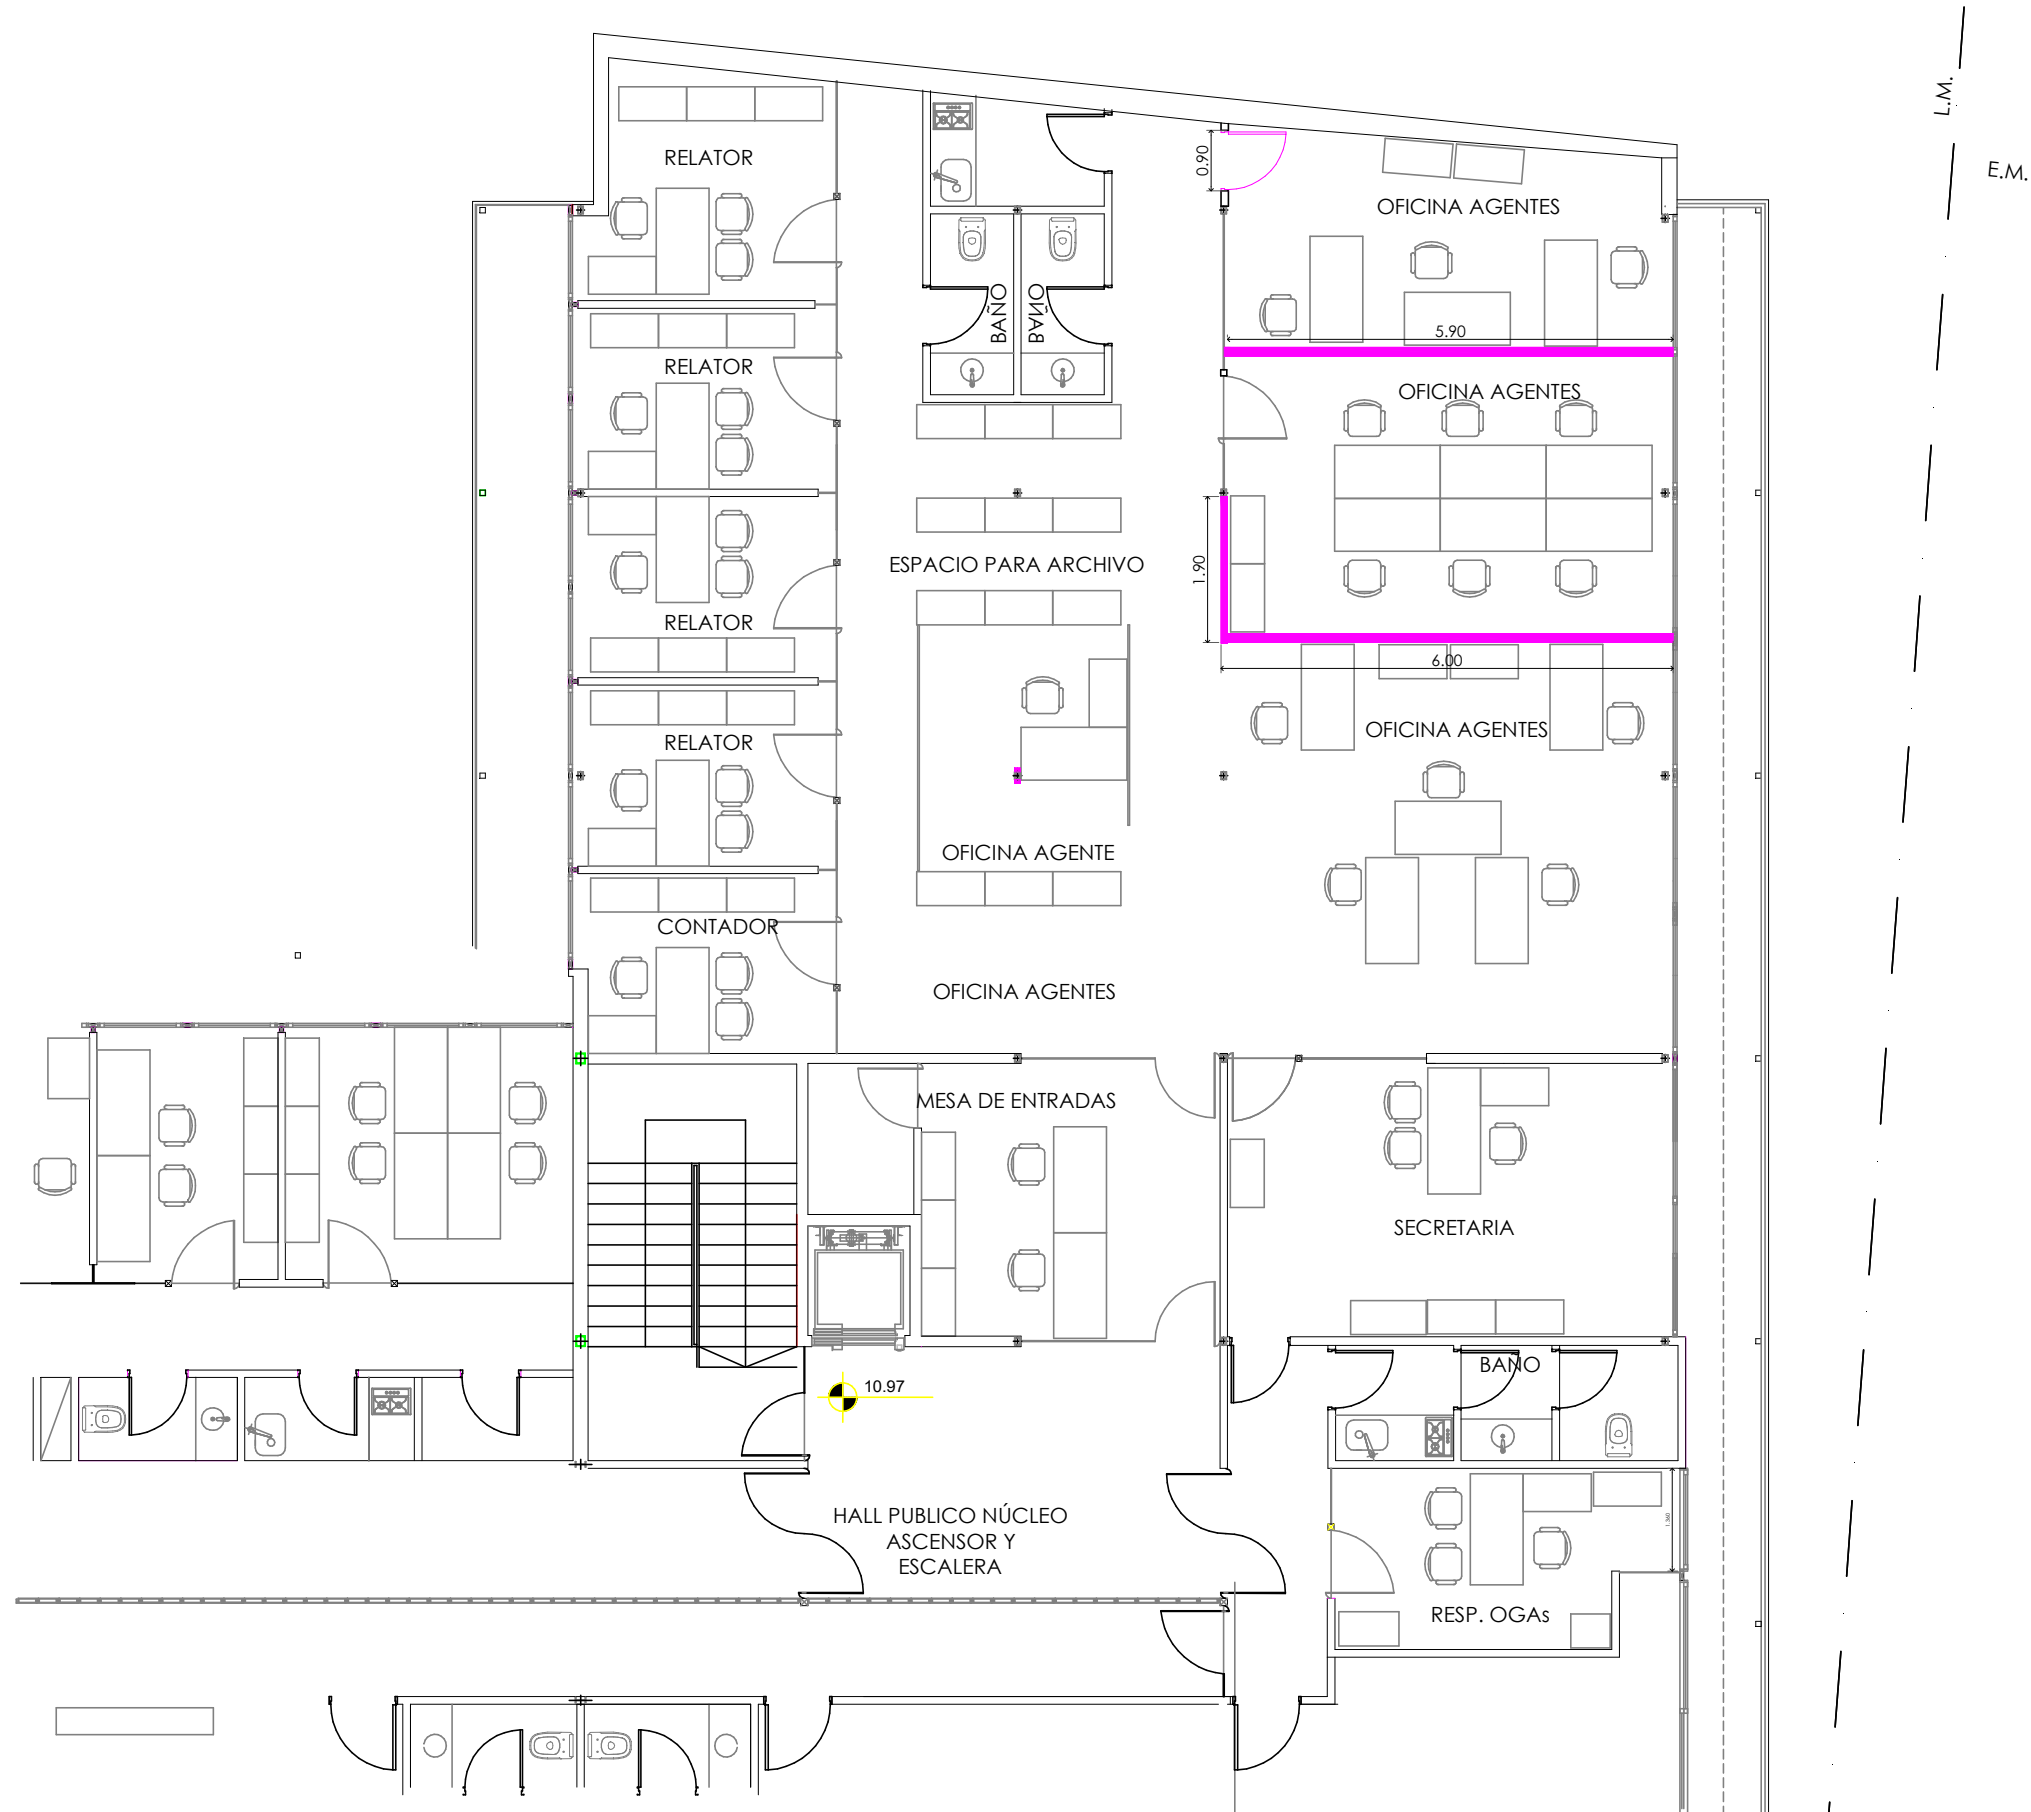 L.M.
E.M.
RELATOR
0.90
OFICINA AGENTES
BAÑO
BAÑO
5.90
RELATOR
OFICINA AGENTES
ESPACIO PARA ARCHIVO
1.90
RELATOR
6.00
RELATOR
OFICINA AGENTES
OFICINA AGENTE
CONTADOR
OFICINA AGENTES
MESA DE ENTRADAS
SECRETARIA
BAÑO
10.97
HALL PUBLICO NÚCLEO
ASCENSOR Y
ESCALERA
1.360
RESP. OGAs